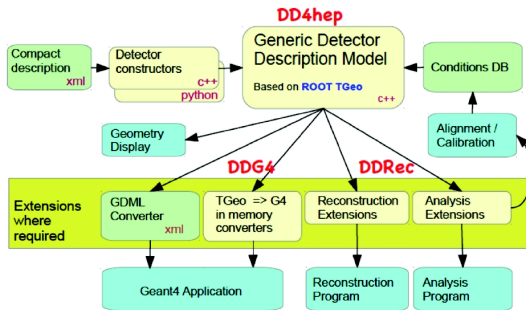 DD4hep
Compact
description
xml
Detector
constructors
c++
python
Generic Detector
Description Model
Based on ROOT TGeo
c++
Conditions DB
Geometry
Display
Alignment /
Calibration
DDG4
DDRec
Extensions
where
required
GDML
Converter
xml
TGeo => G4
in memory
converters
Reconstruction
Extensions
Analysis
Extensions
Geant4 Application
Reconstruction
Program
Analysis
Program